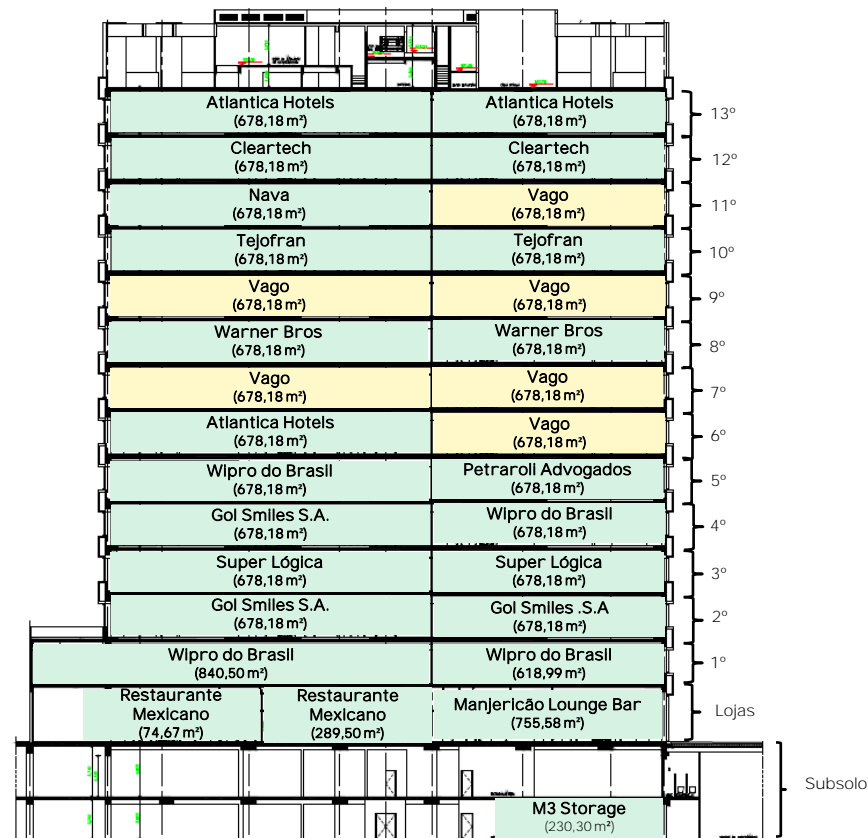 Atlantica Hotels
(678,18 m²)
Atlantica Hotels
(678,18 m²)
13º
Cleartech
(678,18 m²)
Cleartech
(678,18 m²)
12º
Nava
(678,18 m²)
Vago
(678,18 m²)
11º
Tejofran
(678,18 m²)
Tejofran
(678,18 m²)
10º
Vago
(678,18 m²)
Vago
(678,18 m²)
9º
Warner Bros
(678,18 m²)
Warner Bros
(678,18 m²)
8º
Vago
(678,18 m²)
Vago
(678,18 m²)
7º
Atlantica Hotels
(678,18 m²)
Vago
(678,18 m²)
6º
Wipro do Brasil
(678,18 m²)
Petraroli Advogados
(678,18 m²)
5º
Gol Smiles S.A.
(678,18 m²)
Wipro do Brasil
(678,18 m²)
4º
Super Lógica
(678,18 m²)
Super Lógica
(678,18 m²)
3º
Gol Smiles S.A.
(678,18 m²)
Gol Smiles .S.A
(678,18 m²)
2º
Wipro do Brasil
(840,50 m²)
Wipro do Brasil
(618,99 m²)
1º
Restaurante
Mexicano
(74,67 m²)
Restaurante
Mexicano
(289,50 m²)
Manjericão Lounge Bar
(755,58 m²)
Lojas
Subsolo
M3 Storage
(230,30 m²)